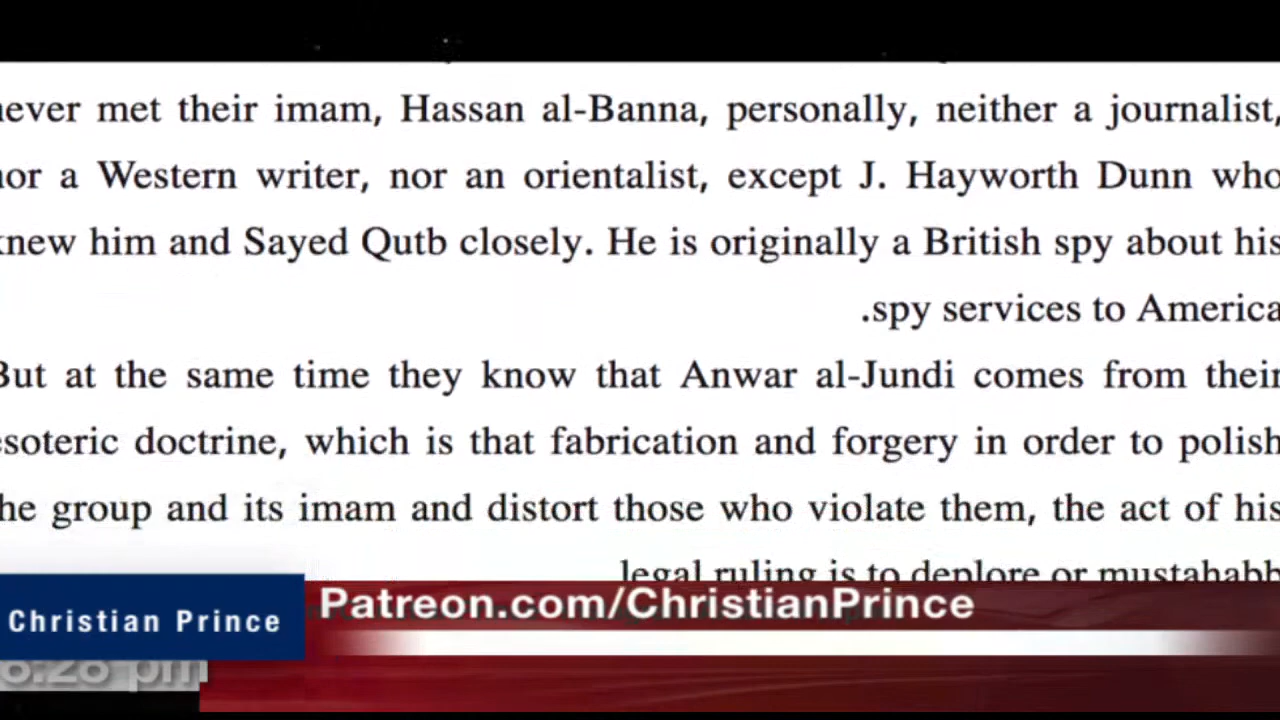 never met their imam, Hassan al-Banna, personally, neither a journalist,
nor a Western writer, nor an orientalist, except J. Hayworth Dunn who
knew him and Sayed Qutb closely. He is originally a British spy about his
.spy services to America
But at the same time they know that Anwar al-Jundi comes from their
esoteric doctrine, which is that fabrication and forgery in order to polish
the group and its imam and distort those who violate them, the act of his
legal ruling is to deplore or mustahabb
Patreon.com/ChristianPrince
Christian Prince
6:28 pm